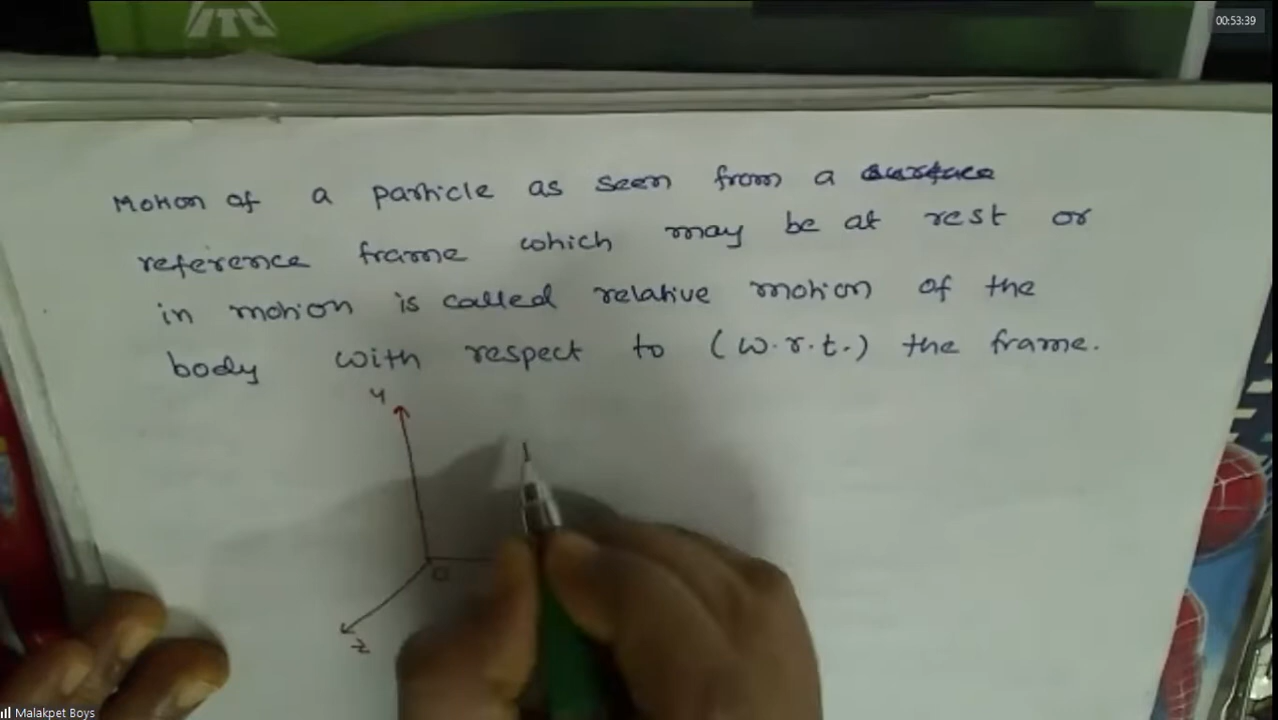 ITC
00:53:39
Motion of a particle as seen from a surface
reference frame which may be at rest or
in motion is called relative motion of the
body with respect to (w.r.t.) the frame.
Y
O
Z
Malakpet Boys